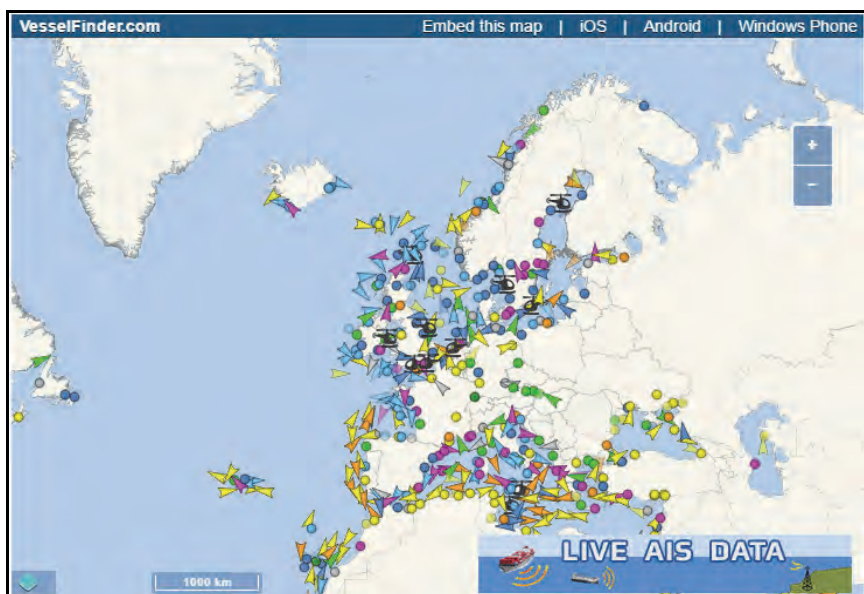 VesselFinder.com Embed this map | iOS | Android | Windows Phone
+
−
1000 km
LIVE AIS DATA